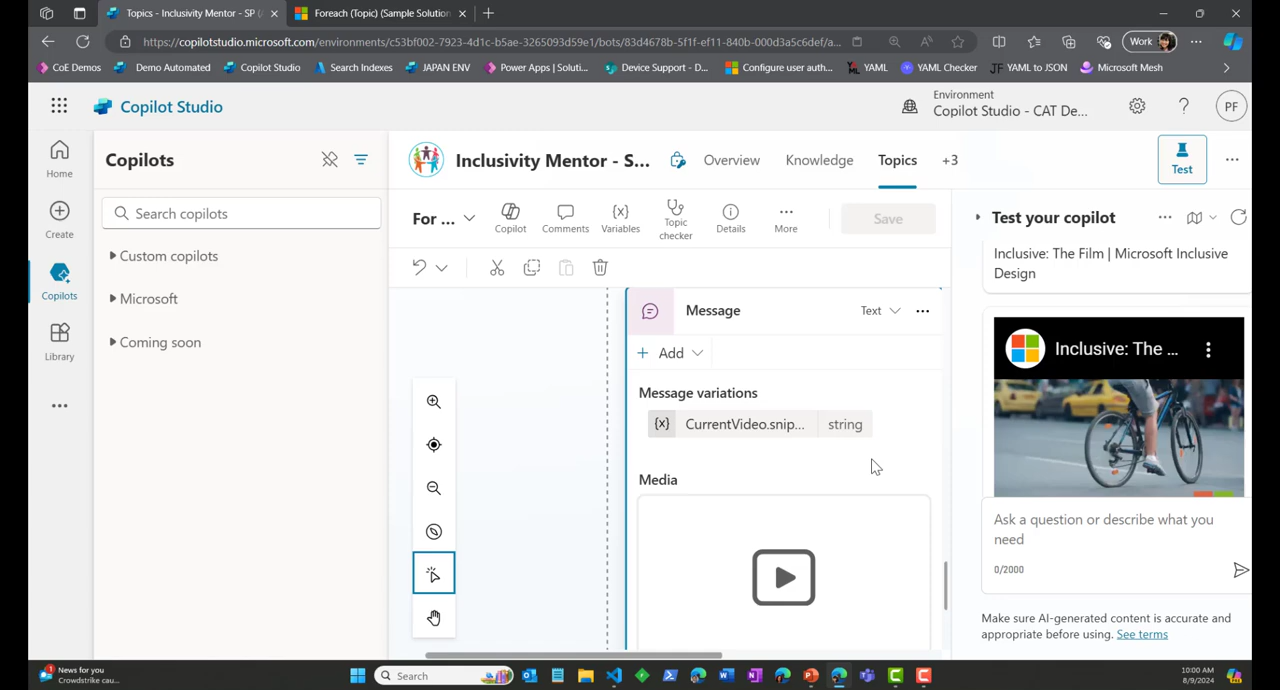 Topics - Inclusivity Mentor - SP (
Foreach (Topic) (Sample Solution
https://copilotstudio.microsoft.com/environments/c53bf002-7923-4d1c-b5ae-3265093d59e1/bots/83d4678b-5f1f-ef11-840b-000d3a5c6def/a...
Work
CoE Demos
Demo Automated
Copilot Studio
Search Indexes
JAPAN ENV
Power Apps | Soluti...
Device Support - D...
Configure user auth...
YAML
YAML Checker
YAML to JSON
Microsoft Mesh
Copilot Studio
Environment
Copilot Studio - CAT De...
PF
Home
Create
Copilots
Library
Copilots
Search copilots
Custom copilots
Microsoft
Coming soon
Inclusivity Mentor - S...
Overview
Knowledge
Topics
+3
Test
For ...
Copilot
Comments
Variables
Topic
checker
Details
More
Save
Message
Text
Add
Message variations
{x}
CurrentVideo.snip...
string
Media
Test your copilot
Inclusive: The Film | Microsoft Inclusive
Design
Inclusive: The ...
Ask a question or describe what you
need
0/2000
Make sure AI-generated content is accurate and
appropriate before using. See terms
News for you
Crowdstrike cau...
Search
10:00 AM
8/9/2024